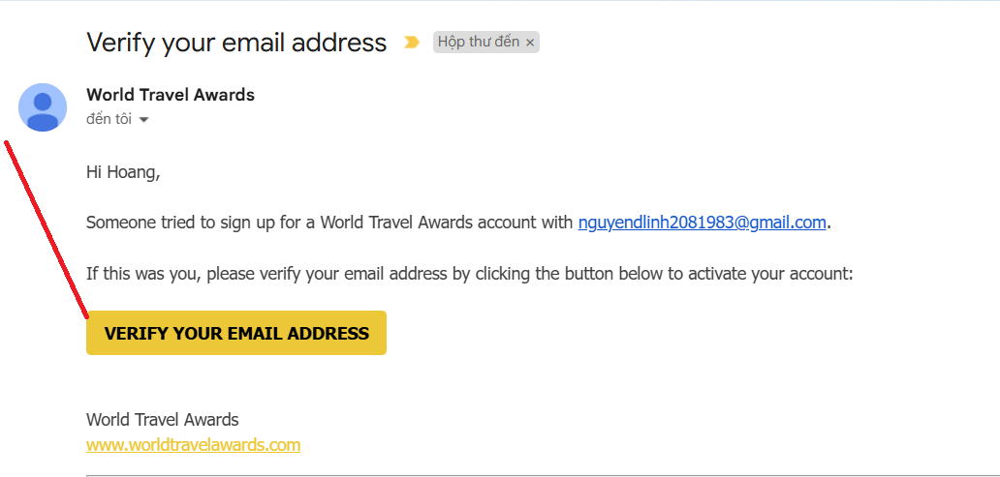 Verify your email address
Hộp thư đến ×
World Travel Awards
đến tôi
Hi Hoang,
Someone tried to sign up for a World Travel Awards account with nguyendlinh2081983@gmail.com.
If this was you, please verify your email address by clicking the button below to activate your account:
VERIFY YOUR EMAIL ADDRESS
World Travel Awards
www.worldtravelawards.com